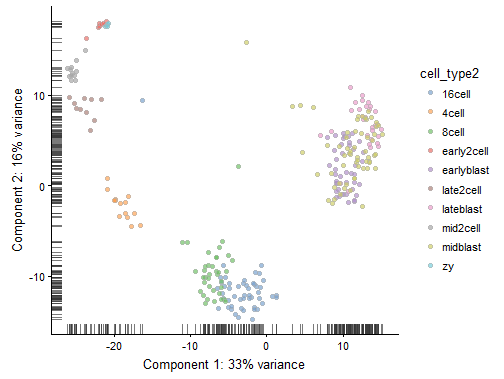 cell_type2
16cell
4cell
8cell
early2cell
earlyblast
late2cell
lateblast
mid2cell
midblast
zy
10
0
-10
-20
-10
0
10
Component 1: 33% variance
Component 2: 16% variance